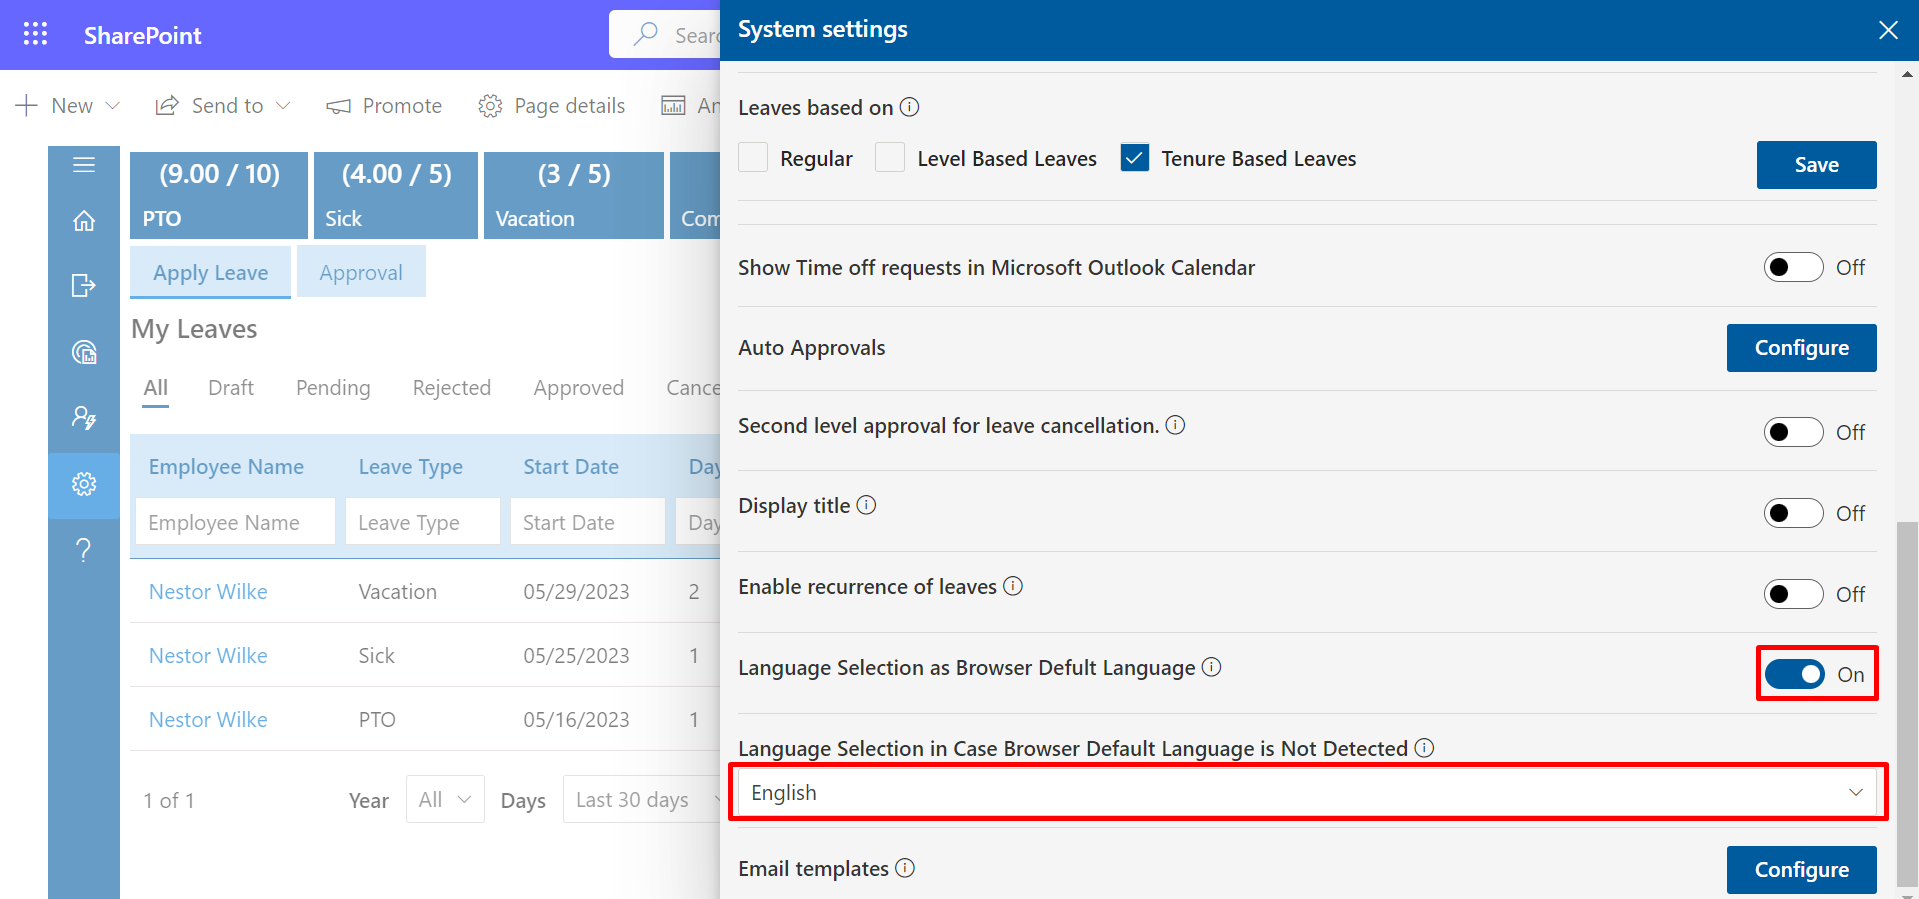 SharePoint
Sear
System settings
New
Send to
Promote
Page details
An
(9.00 / 10)
PTO
(4.00 / 5)
Sick
(3 / 5)
Vacation
Com
Apply Leave
Approval
My Leaves
All
Draft
Pending
Rejected
Approved
Cance
Employee Name
Leave Type
Start Date
Day
Employee Name
Leave Type
Start Date
Day
Nestor Wilke
Vacation
05/29/2023
2
Nestor Wilke
Sick
05/25/2023
1
Nestor Wilke
PTO
05/16/2023
1
1 of 1
Year
All
Days
Last 30 days
Leaves based on
Regular
Level Based Leaves
Tenure Based Leaves
Save
Show Time off requests in Microsoft Outlook Calendar
Off
Auto Approvals
Configure
Second level approval for leave cancellation.
Off
Display title
Off
Enable recurrence of leaves
Off
Language Selection as Browser Defult Language
On
Language Selection in Case Browser Default Language is Not Detected
English
Email templates
Configure